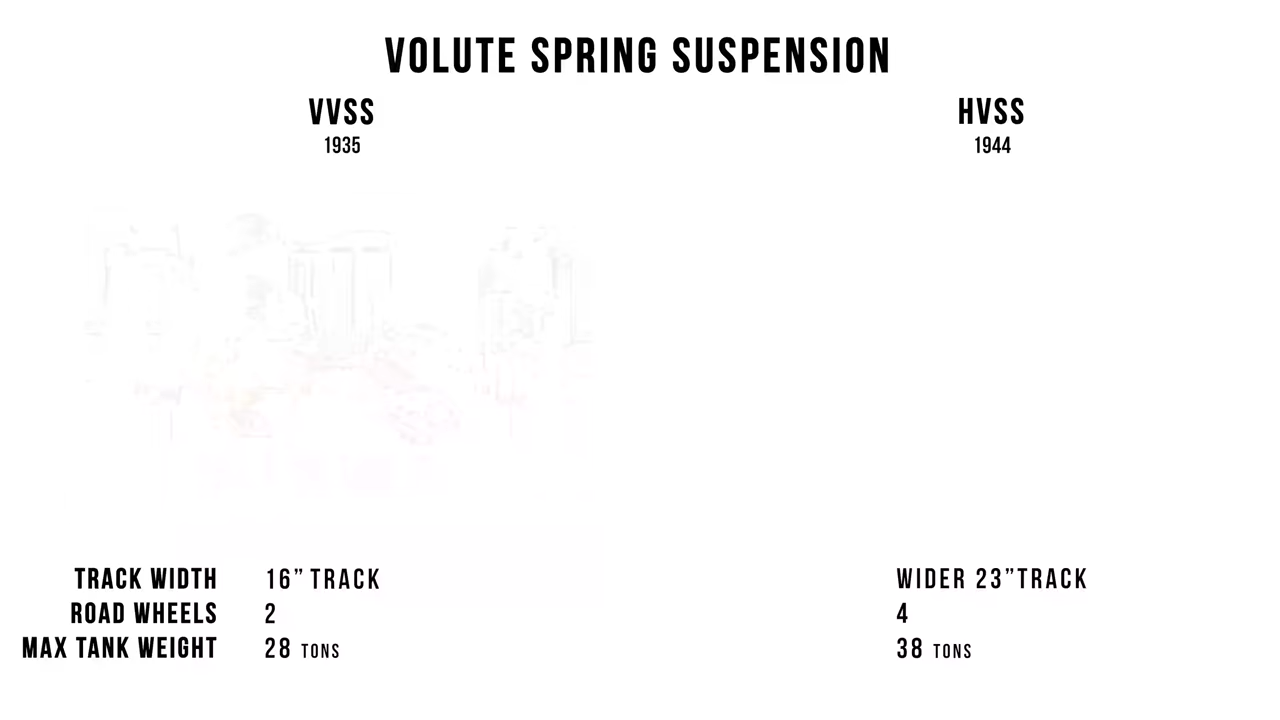 VOLUTE SPRING SUSPENSION
VVSS
1935
HVSS
1944
TRACK WIDTH 16” TRACK WIDER 23”TRACK
ROAD WHEELS 2 4
MAX TANK WEIGHT 28 TONS 38 TONS